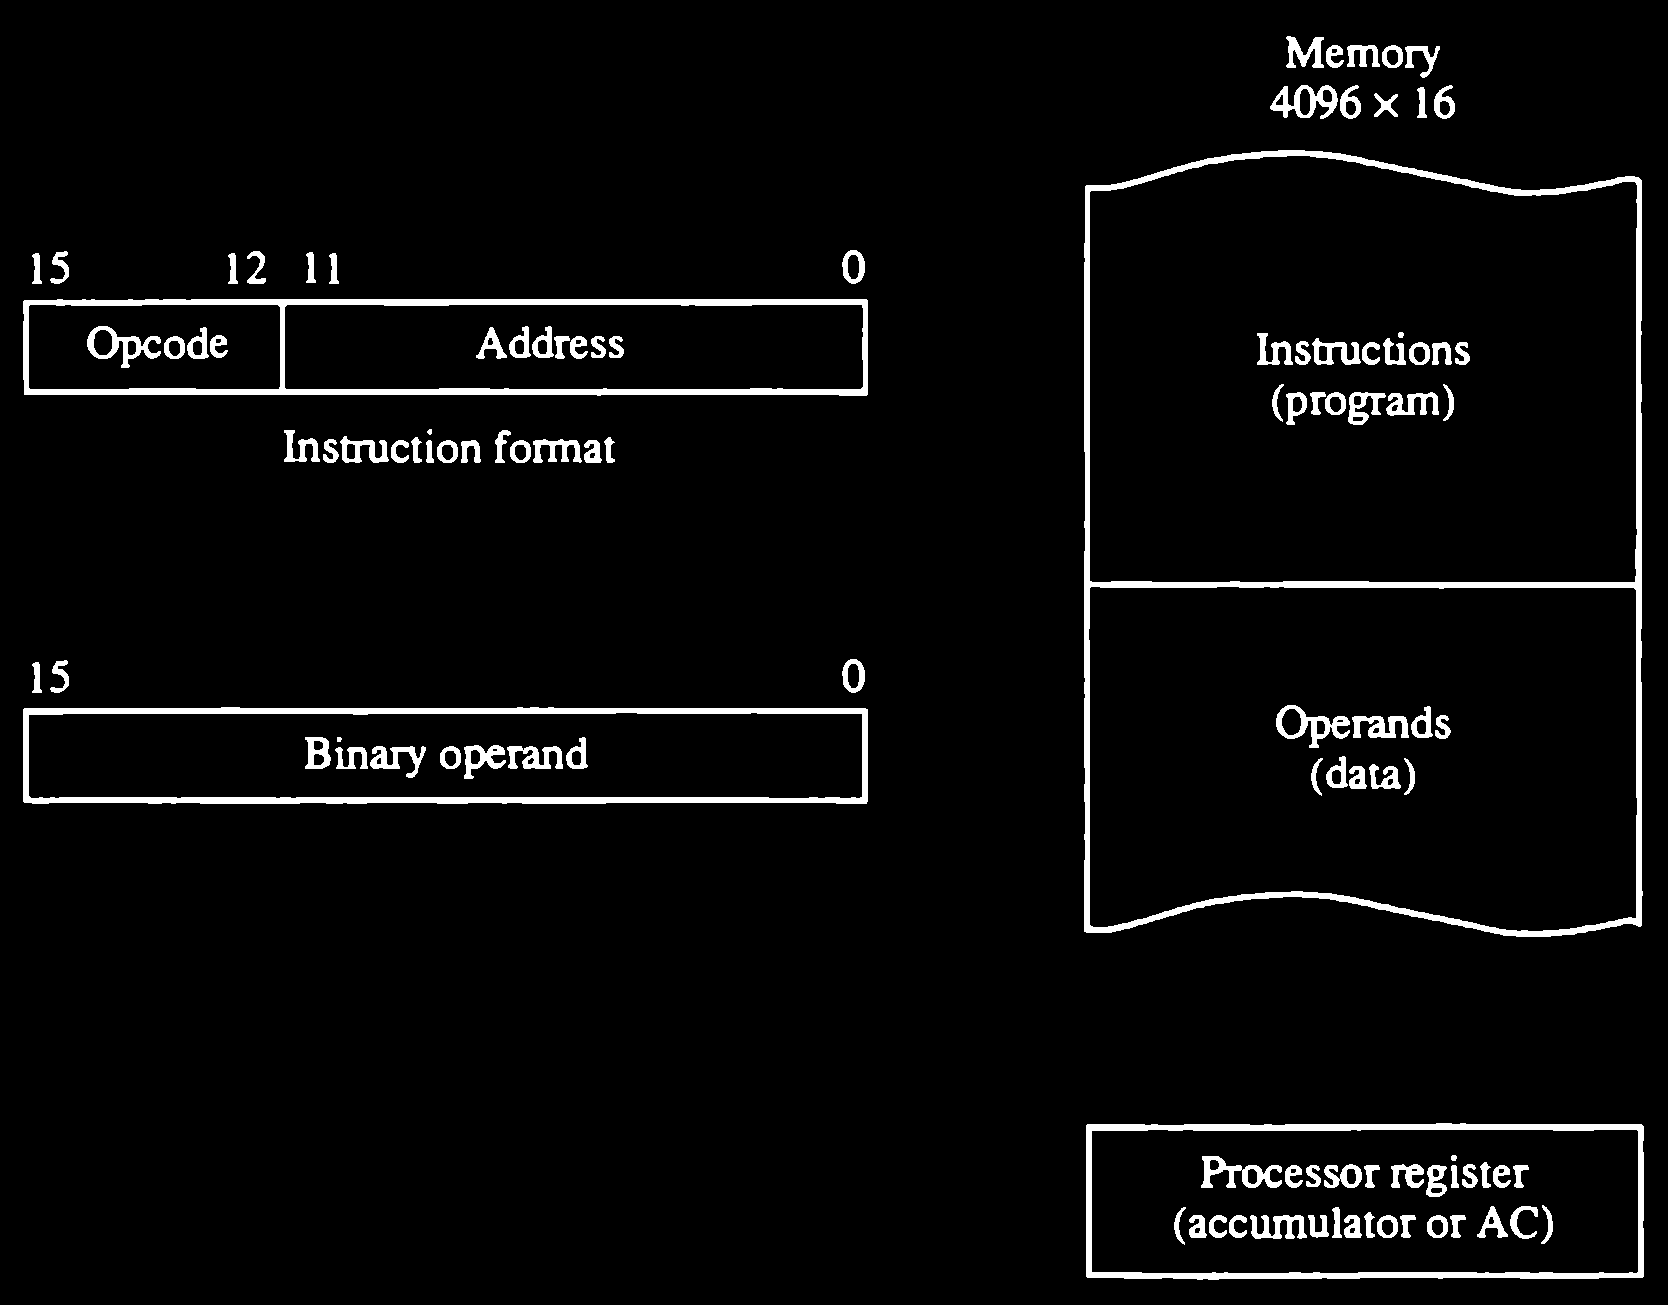 Memory
4096 × 16
15 12 11 0
Opcode Address
Instruction format
Instructions
(program)
15 0
Binary operand
Operands
(data)
Processor register
(accumulator or AC)